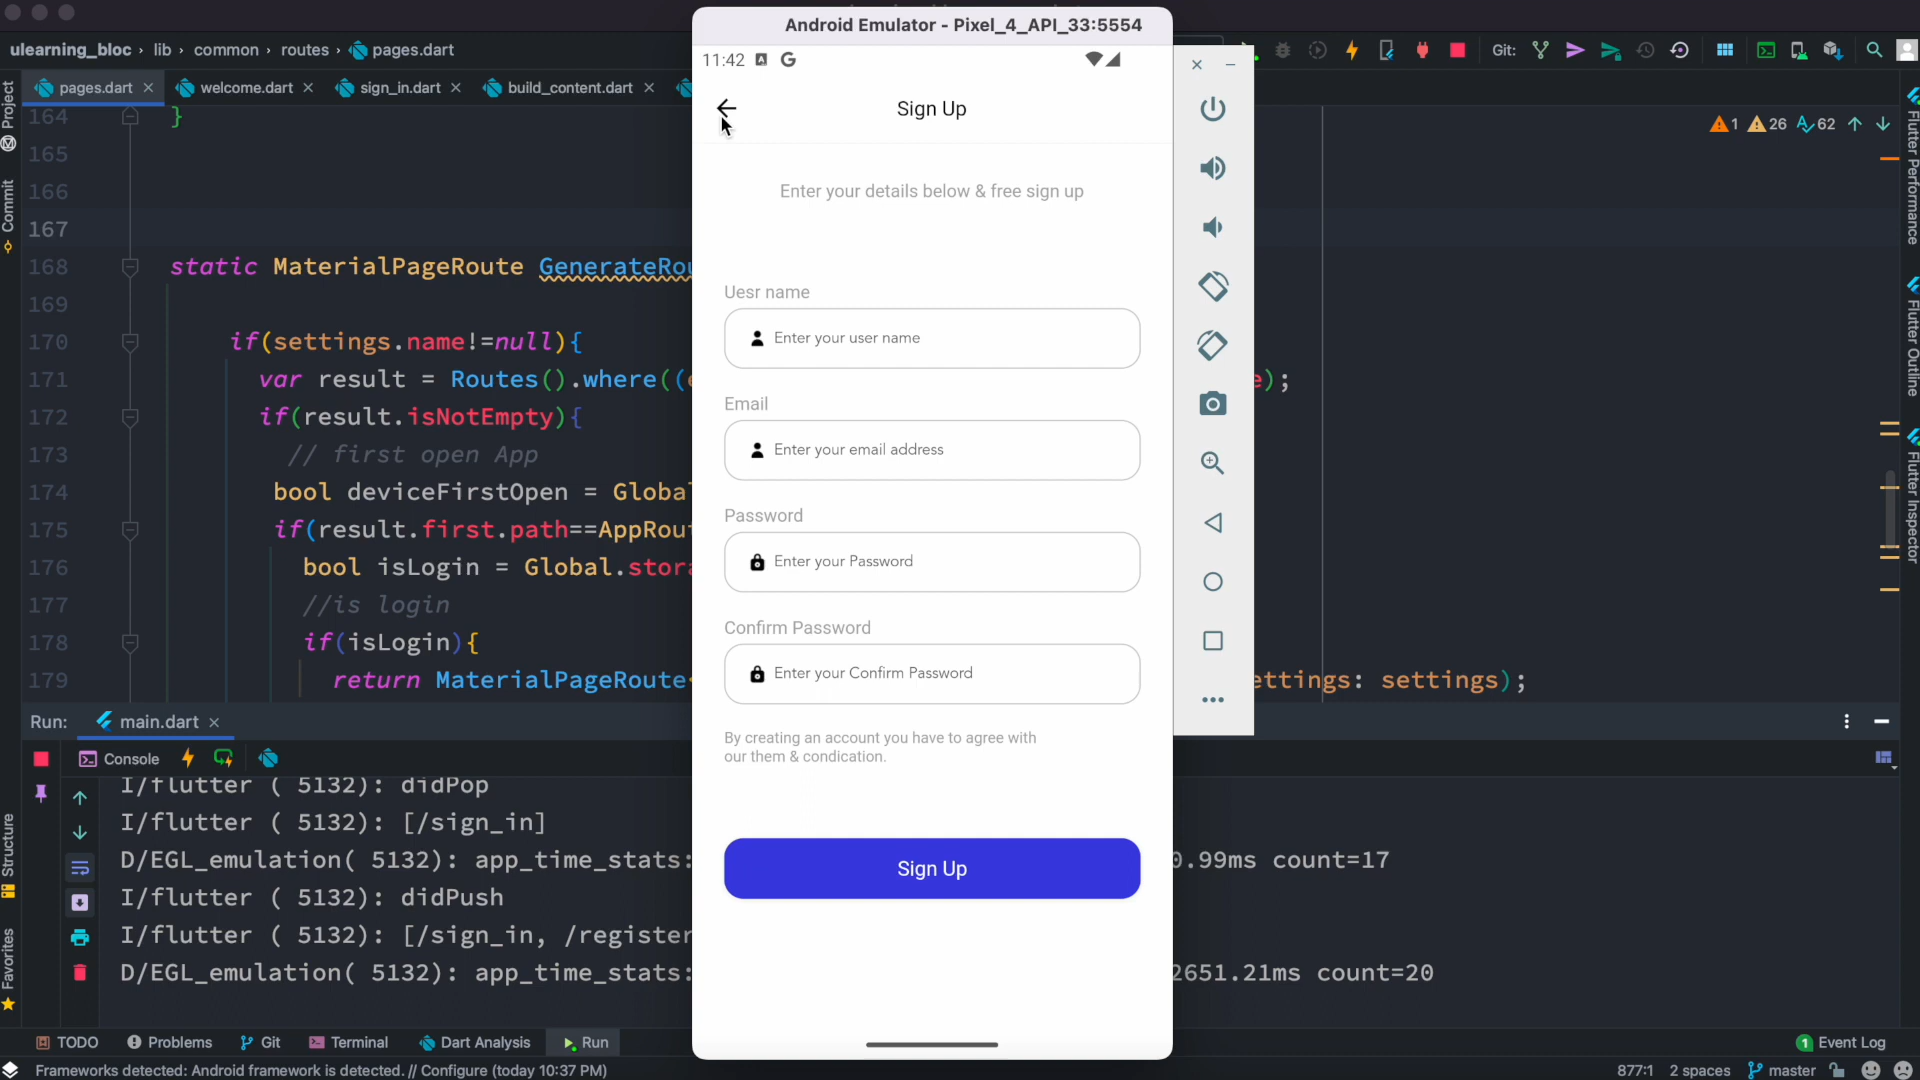 Android Emulator - Pixel_4_API_33:5554
ulearning_bloc › lib › common › routes › pages.dart
Git:
pages.dart
welcome.dart
sign_in.dart
build_content.dart
11:42
Sign Up
Enter your details below & free sign up
Uesr name
Enter your user name
Email
Enter your email address
Password
Enter your Password
Confirm Password
Enter your Confirm Password
By creating an account you have to agree with
our them & condication.
Sign Up
1 26 62
164 }
165
166
167
168 static MaterialPageRoute GenerateRou
169
170 if(settings.name!=null){
171 var result = Routes().where((e );
172 if(result.isNotEmpty){
173 // first open App
174 bool deviceFirstOpen = Global
175 if(result.first.path==AppRou
176 bool isLogin = Global.stora
177 //is login
178 if(isLogin){
179 return MaterialPageRoute< ettings: settings);
Project
Commit
Structure
Favorites
Flutter Performance
Flutter Outline
Flutter Inspector
Run: main.dart
Console
I/flutter ( 5132): didPop
I/flutter ( 5132): [/sign_in]
D/EGL_emulation( 5132): app_time_stats: 0.99ms count=17
I/flutter ( 5132): didPush
I/flutter ( 5132): [/sign_in, /register
D/EGL_emulation( 5132): app_time_stats: 2651.21ms count=20
TODO Problems Git Terminal Dart Analysis Run
1 Event Log
Frameworks detected: Android framework is detected. // Configure (today 10:37 PM)
877:1 2 spaces master